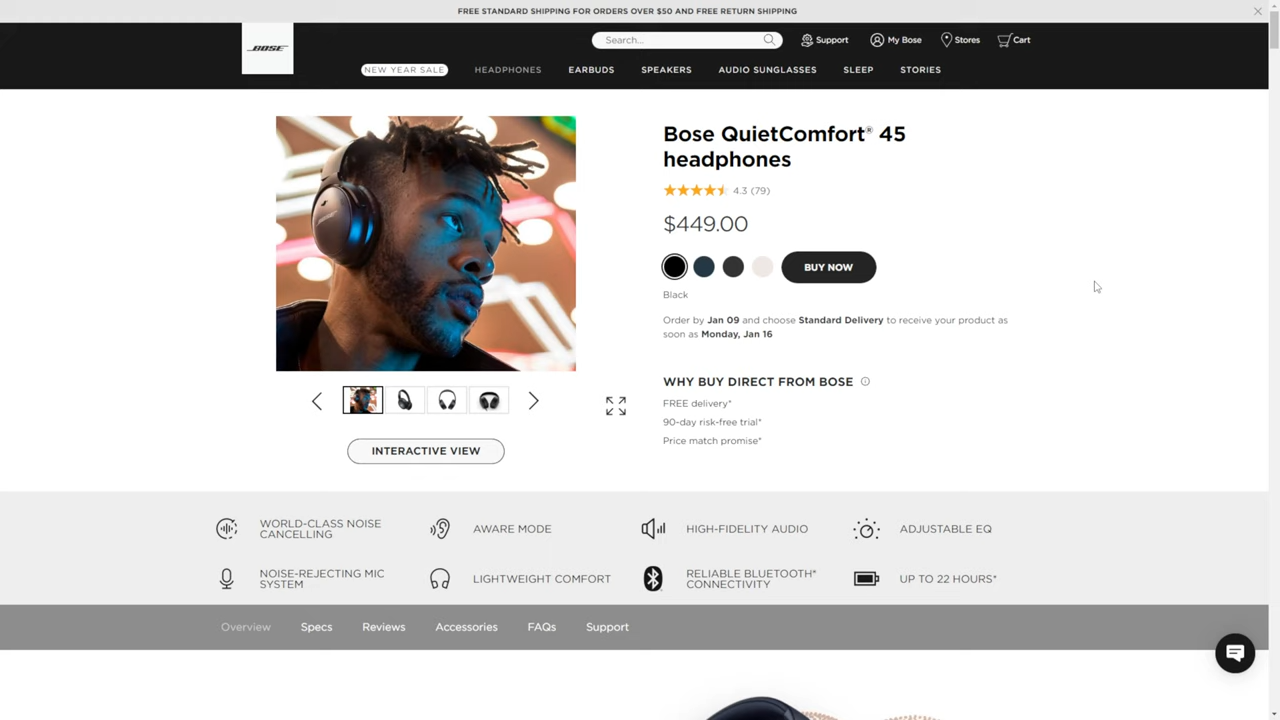 FREE STANDARD SHIPPING FOR ORDERS OVER $50 AND FREE RETURN SHIPPING
BOSE
Search...
Support
My Bose
Stores
Cart
NEW YEAR SALE
HEADPHONES
EARBUDS
SPEAKERS
AUDIO SUNGLASSES
SLEEP
STORIES
Bose QuietComfort® 45
headphones
4.3 (79)
$449.00
BUY NOW
Black
Order by Jan 09 and choose Standard Delivery to receive your product as
soon as Monday, Jan 16
WHY BUY DIRECT FROM BOSE
FREE delivery*
90-day risk-free trial*
Price match promise*
INTERACTIVE VIEW
WORLD-CLASS NOISE
CANCELLING
AWARE MODE
HIGH-FIDELITY AUDIO
ADJUSTABLE EQ
NOISE-REJECTING MIC
SYSTEM
LIGHTWEIGHT COMFORT
RELIABLE BLUETOOTH*
CONNECTIVITY
UP TO 22 HOURS*
Overview
Specs
Reviews
Accessories
FAQs
Support